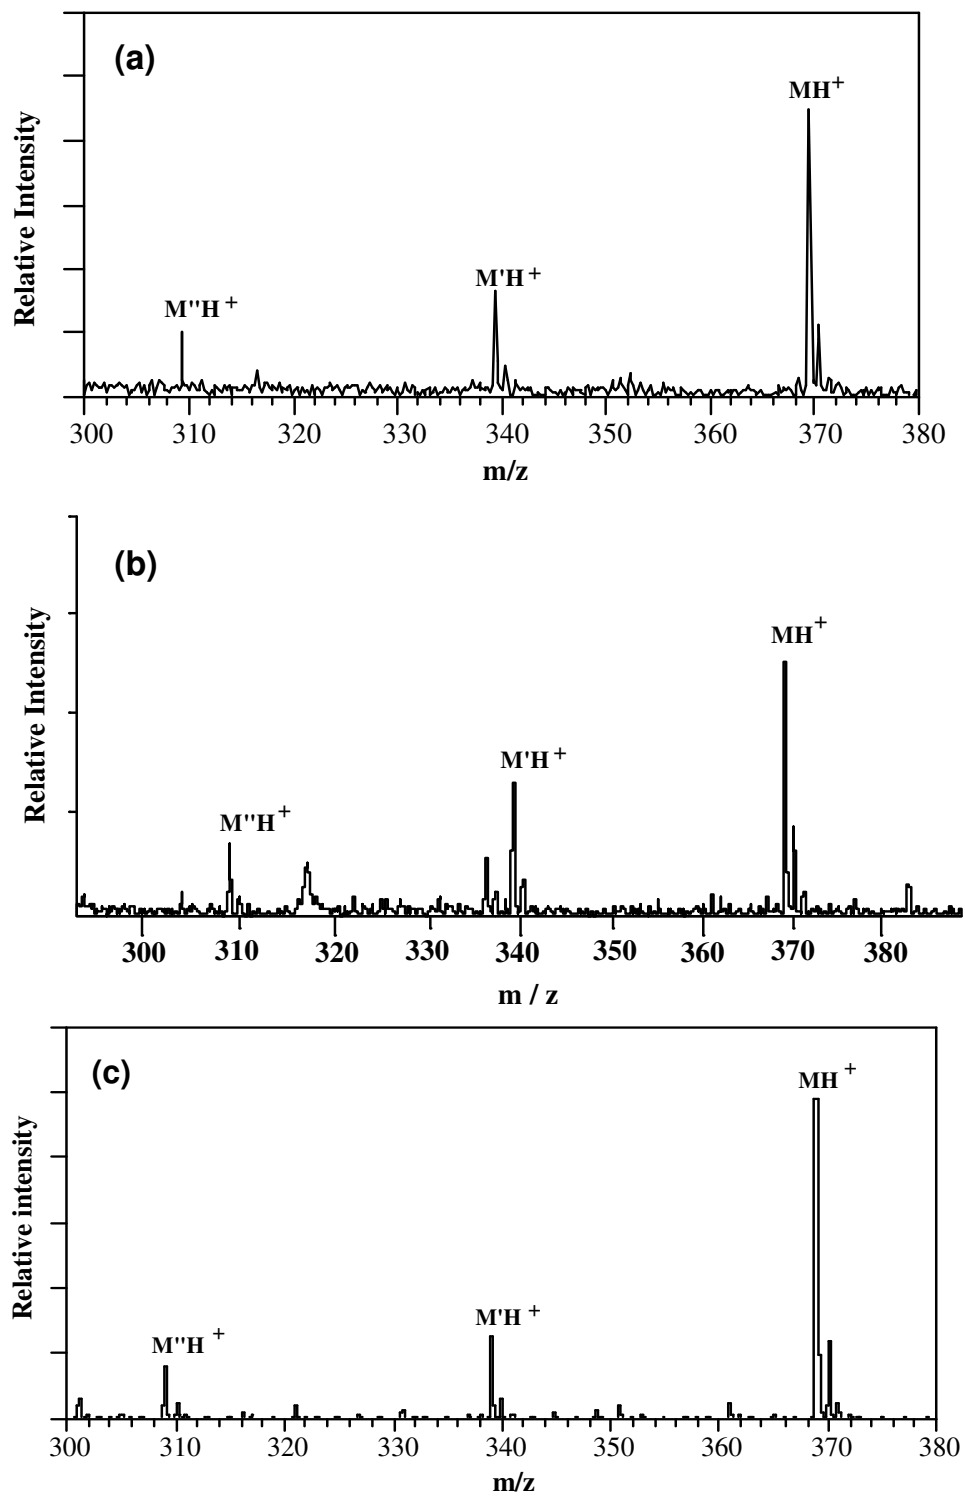 (a)
MH+
M'H +
M"H +
Relative Intensity
300 310 320 330 340 350 360 370 380
m/z
(b)
MH+
M'H +
M"H +
Relative Intensity
300 310 320 330 340 350 360 370 380
m / z
(c)
MH +
M'H +
M"H +
Relative intensity
300 310 320 330 340 350 360 370 380
m/z